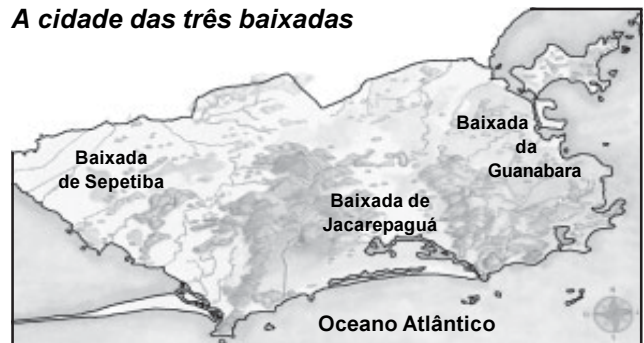 A cidade das três baixadas
Baixada
de Sepetiba
Baixada de
Jacarepaguá
Baixada
da
Guanabara
Oceano Atlântico